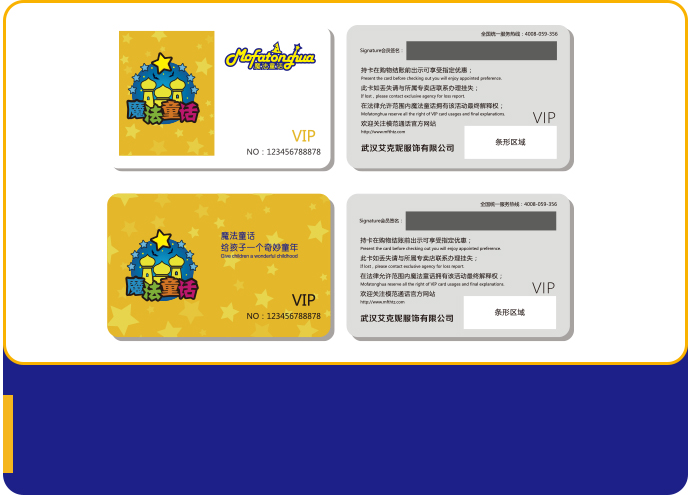 魔法童话
Mofatonghua
魔法童话
VIP
NO：123456788878
全国统一服务热线：4008-059-356
Signature会员签名：
持卡在购物结账前出示可享受指定优惠；
Present the card before checking out you will enjoy appointed preference.
此卡如丢失请与所属专卖店联系办理挂失；
If lost，please contact exclusive agency for loss report.
在法律允许范围内魔法童话拥有该活动最终解释权；
Mofatonghua reserve all the right of VIP card usages and final explanations.
欢迎关注模范通话官方网站
http://www.mfthtz.com
VIP
条形区域
武汉艾克妮服饰有限公司
魔法童话
魔法童话
给孩子一个奇妙童年
Give children a wonderful childhood
VIP
NO：123456788878
全国统一服务热线：4008-059-356
Signature会员签名：
持卡在购物结账前出示可享受指定优惠；
Present the card before checking out you will enjoy appointed preference.
此卡如丢失请与所属专卖店联系办理挂失；
If lost，please contact exclusive agency for loss report.
在法律允许范围内魔法童话拥有该活动最终解释权；
Mofatonghua reserve all the right of VIP card usages and final explanations.
欢迎关注模范通话官方网站
http://www.mfthtz.com
VIP
条形区域
武汉艾克妮服饰有限公司